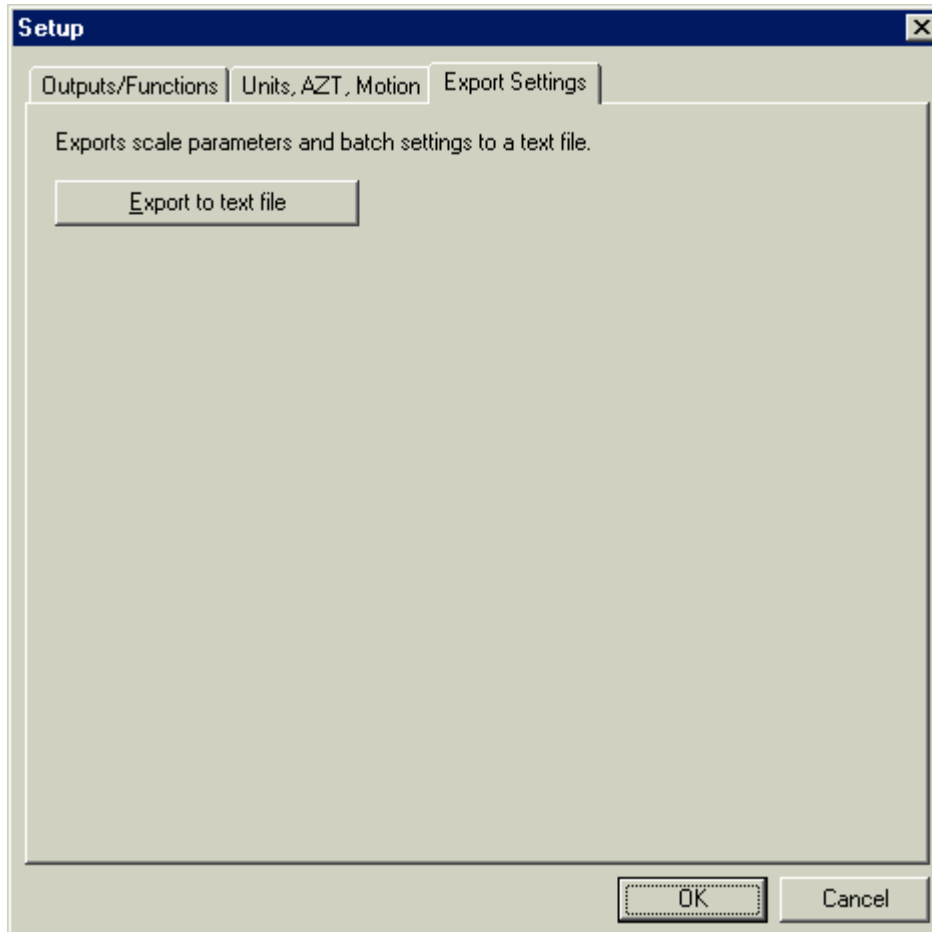 Setup
Outputs/Functions Units, AZT, Motion Export Settings
Exports scale parameters and batch settings to a text file.
Export to text file
OK Cancel